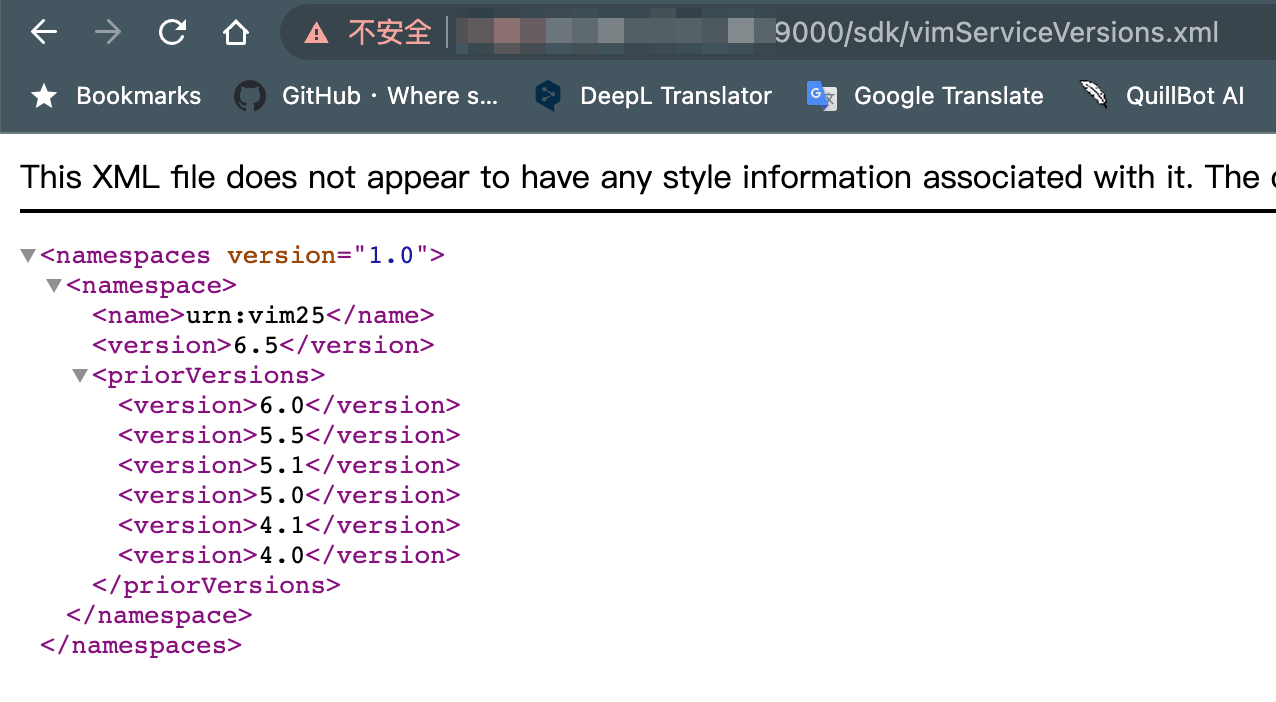 不安全 9000/sdk/vimServiceVersions.xml
Bookmarks GitHub · Where s... DeepL Translator Google Translate QuillBot AI
This XML file does not appear to have any style information associated with it. The
<namespaces version="1.0">
<namespace>
<name>urn:vim25</name>
<version>6.5</version>
<priorVersions>
<version>6.0</version>
<version>5.5</version>
<version>5.1</version>
<version>5.0</version>
<version>4.1</version>
<version>4.0</version>
</priorVersions>
</namespace>
</namespaces>